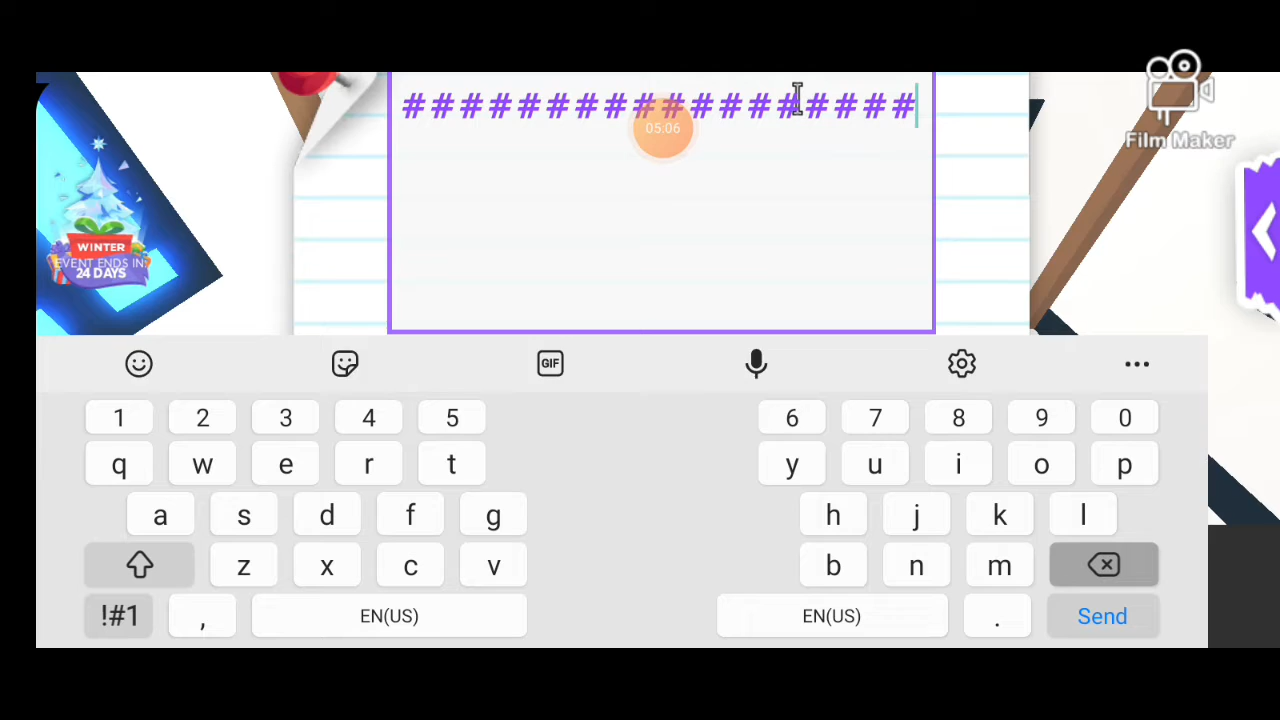 ##################
05:06
Film Maker
WINTER
EVENT ENDS IN
24 DAYS
GIF
1 2 3 4 5 6 7 8 9 0
q w e r t y u i o p
a s d f g h j k l
z x c v b n m
!#1 , EN(US) EN(US) . Send